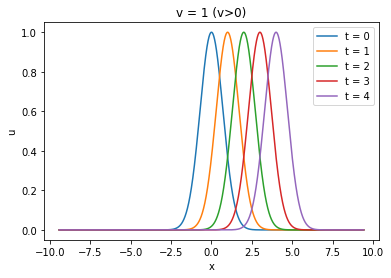 v = 1 (v>0)
t = 0
t = 1
t = 2
t = 3
t = 4
1.0
0.8
0.6
0.4
0.2
0.0
u
−10.0 −7.5 −5.0 −2.5 0.0 2.5 5.0 7.5 10.0
x